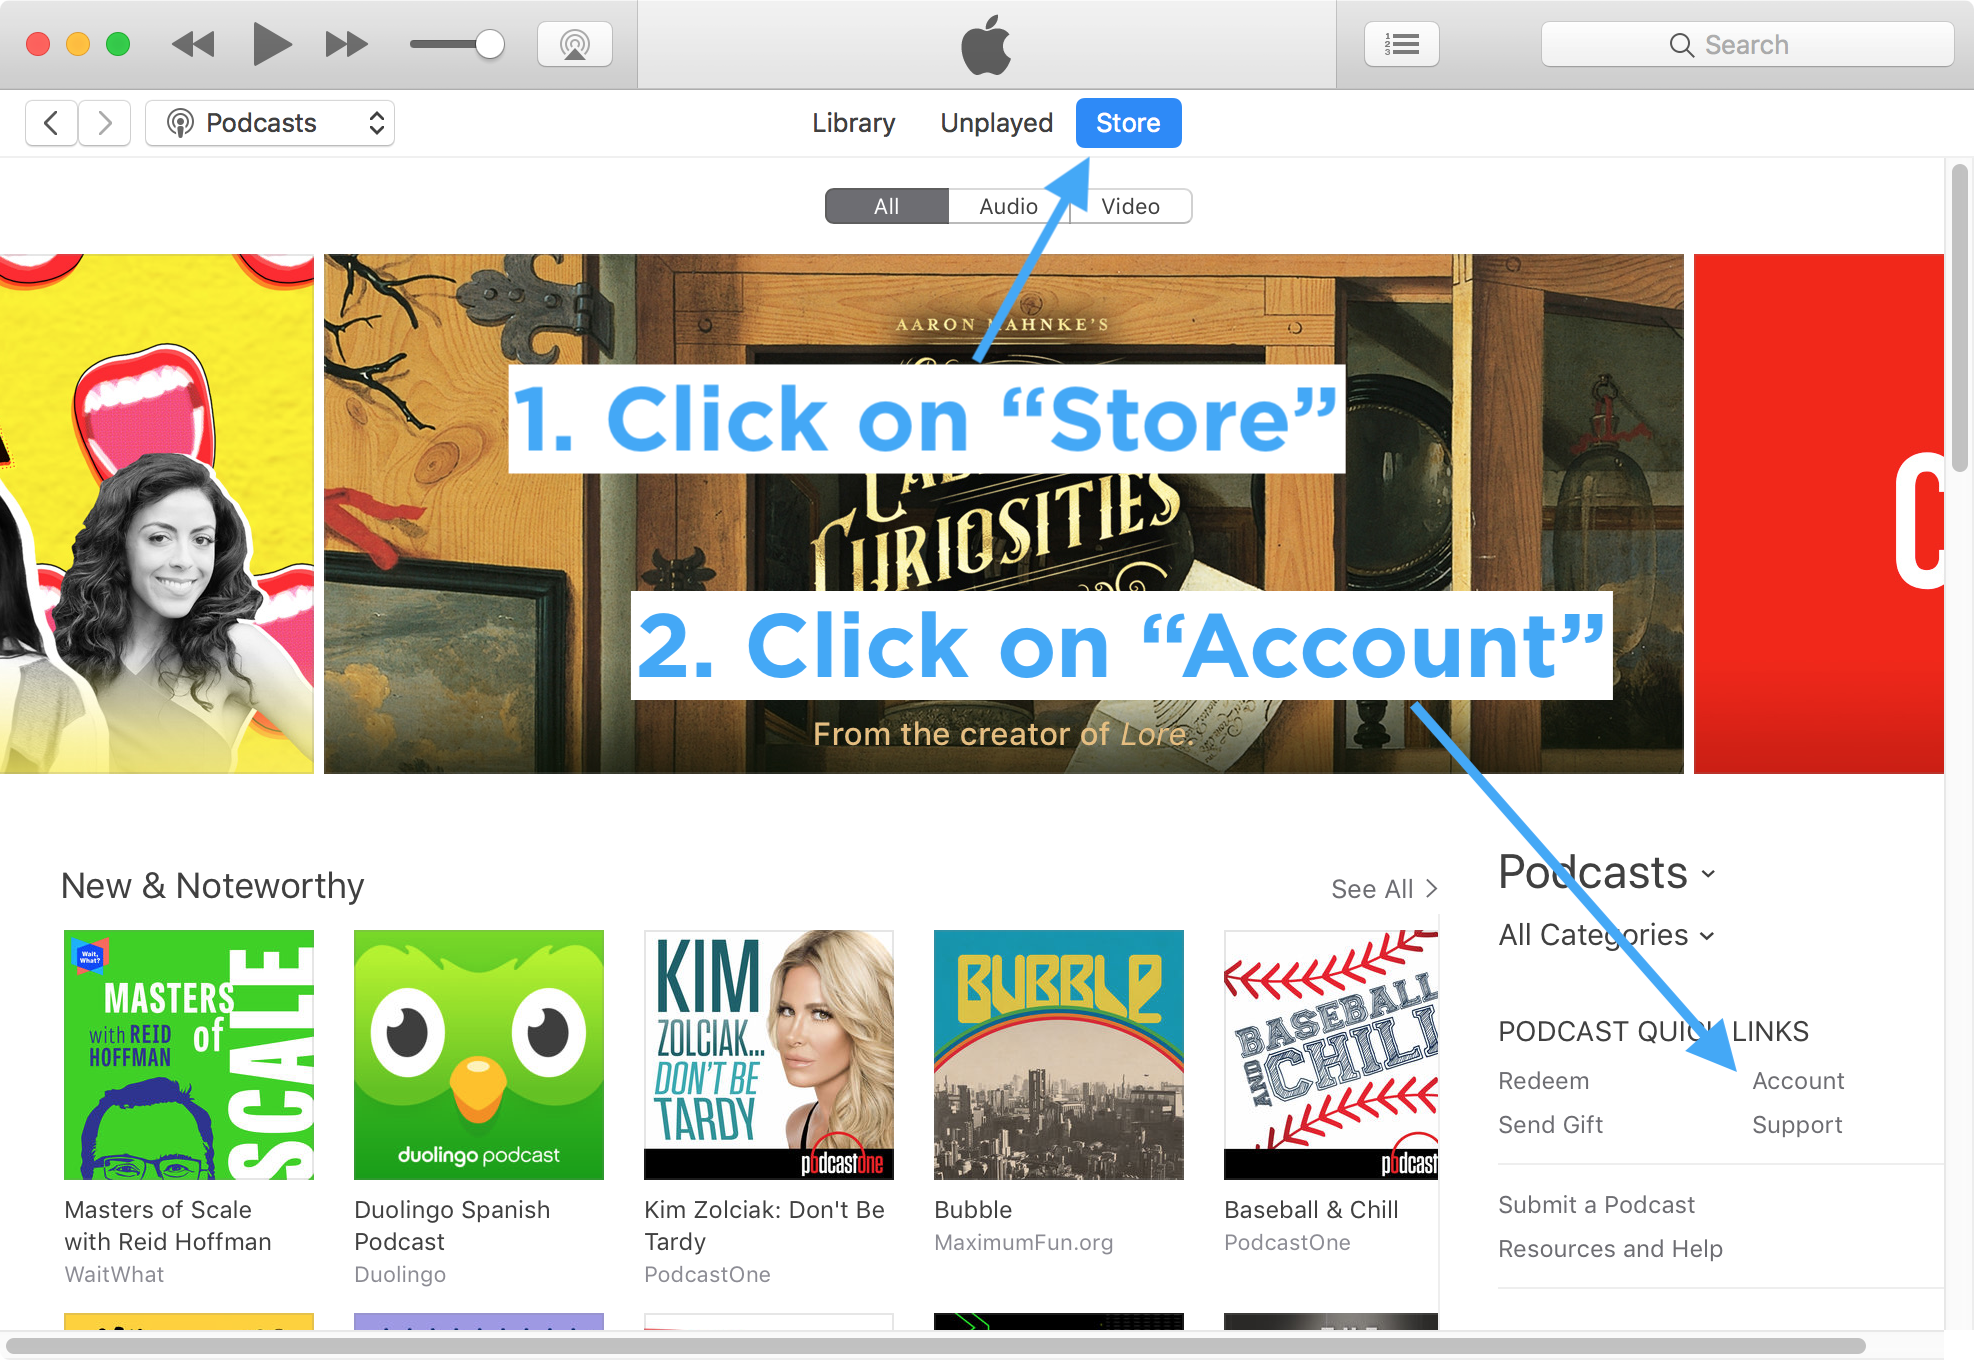 Search
Podcasts
Library
Unplayed
Store
All
Audio
Video
AARON MAHNKE'S
1. Click on “Store”
CURIOSITIES
2. Click on “Account”
From the creator of Lore.
New & Noteworthy
See All
Podcasts
All Categories
PODCAST QUICK LINKS
Redeem
Account
Send Gift
Support
Submit a Podcast
Resources and Help
Wait,
What?
MASTERS
of
SCALE
with REID
HOFFMAN
duolingo podcast
KIM
ZOLCIAK...
DON'T BE
TARDY
podcastone
BUBBLE
BASEBALL
AND
CHILL
podcast
Masters of Scale
with Reid Hoffman
WaitWhat
Duolingo Spanish
Podcast
Duolingo
Kim Zolciak: Don't Be
Tardy
PodcastOne
Bubble
MaximumFun.org
Baseball & Chill
PodcastOne